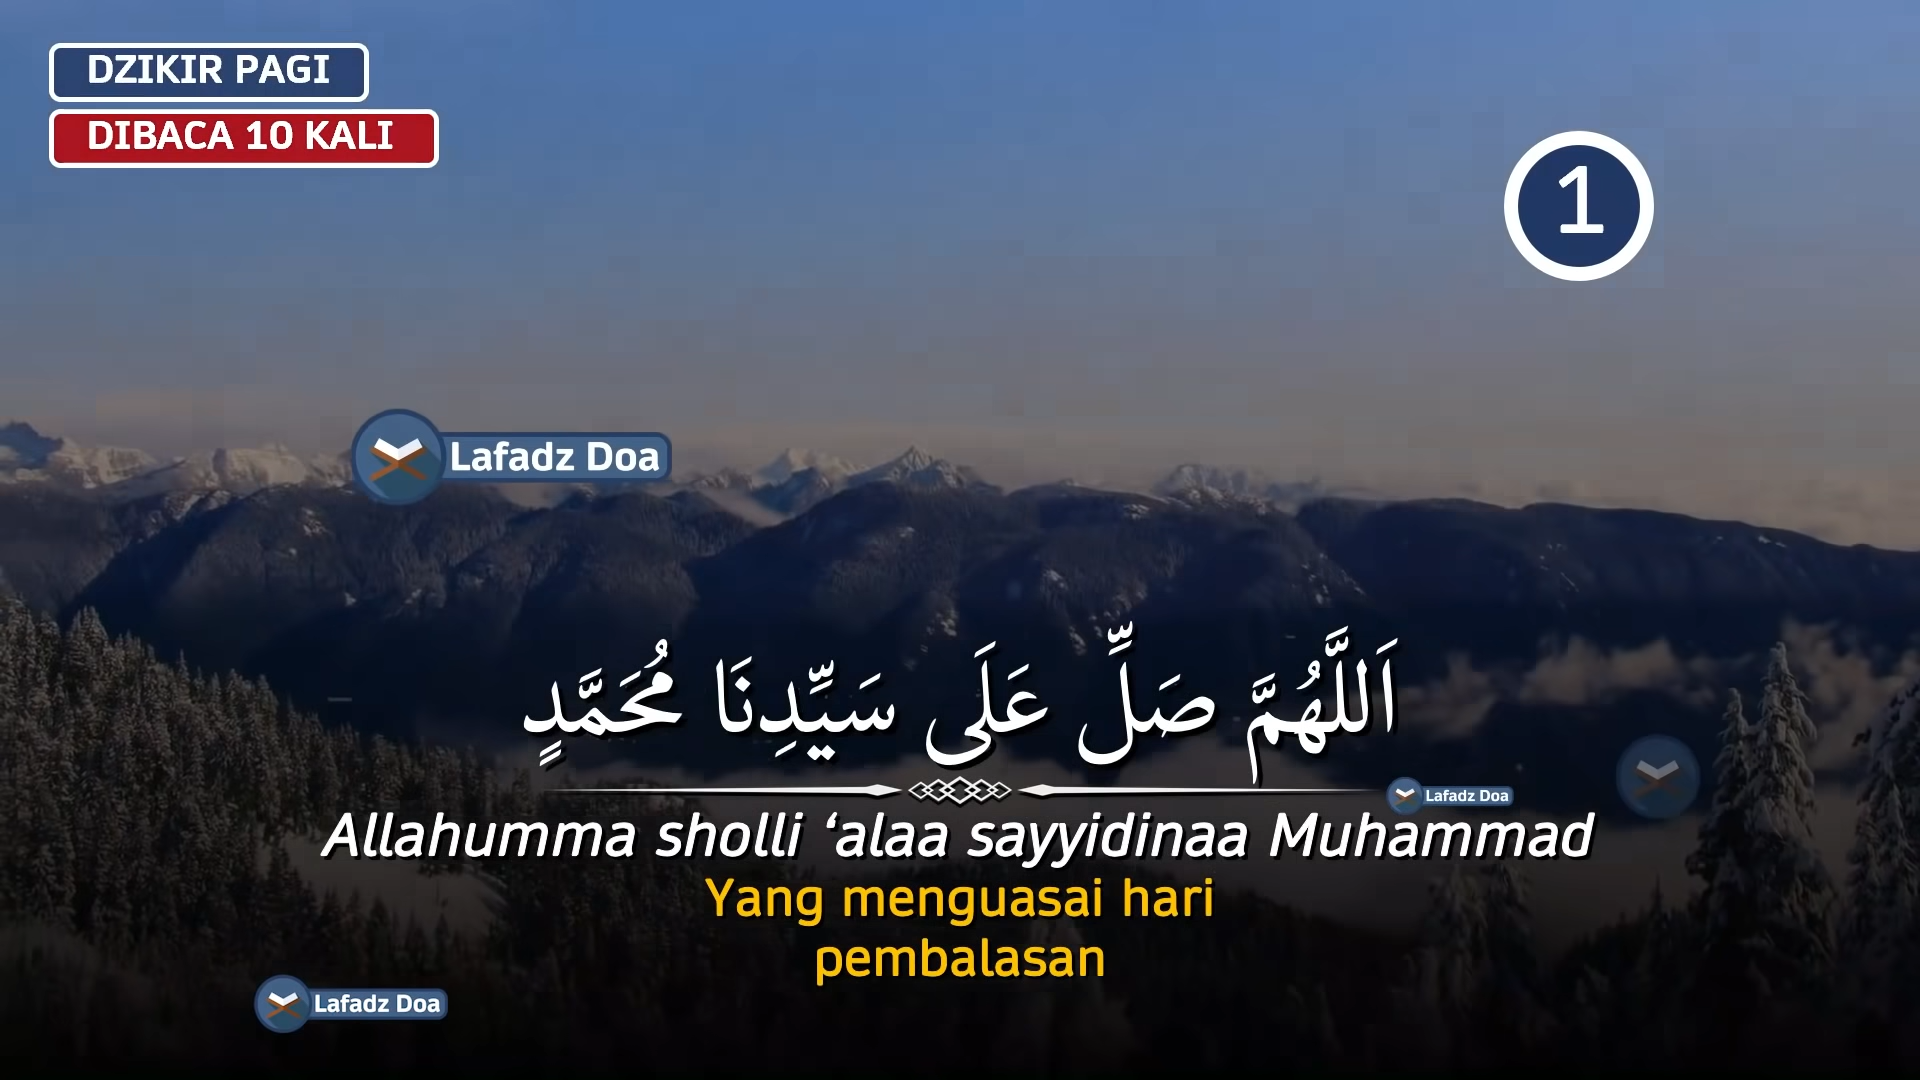 DZIKIR PAGI
DIBACA 10 KALI
1
Lafadz Doa
اَللَّهُمَّ صَلِّ عَلَى سَيِّدِنَا مُحَمَّدٍ
Lafadz Doa
Allahumma sholli ‘alaa sayyidinaa Muhammad
Yang menguasai hari
pembalasan
Lafadz Doa